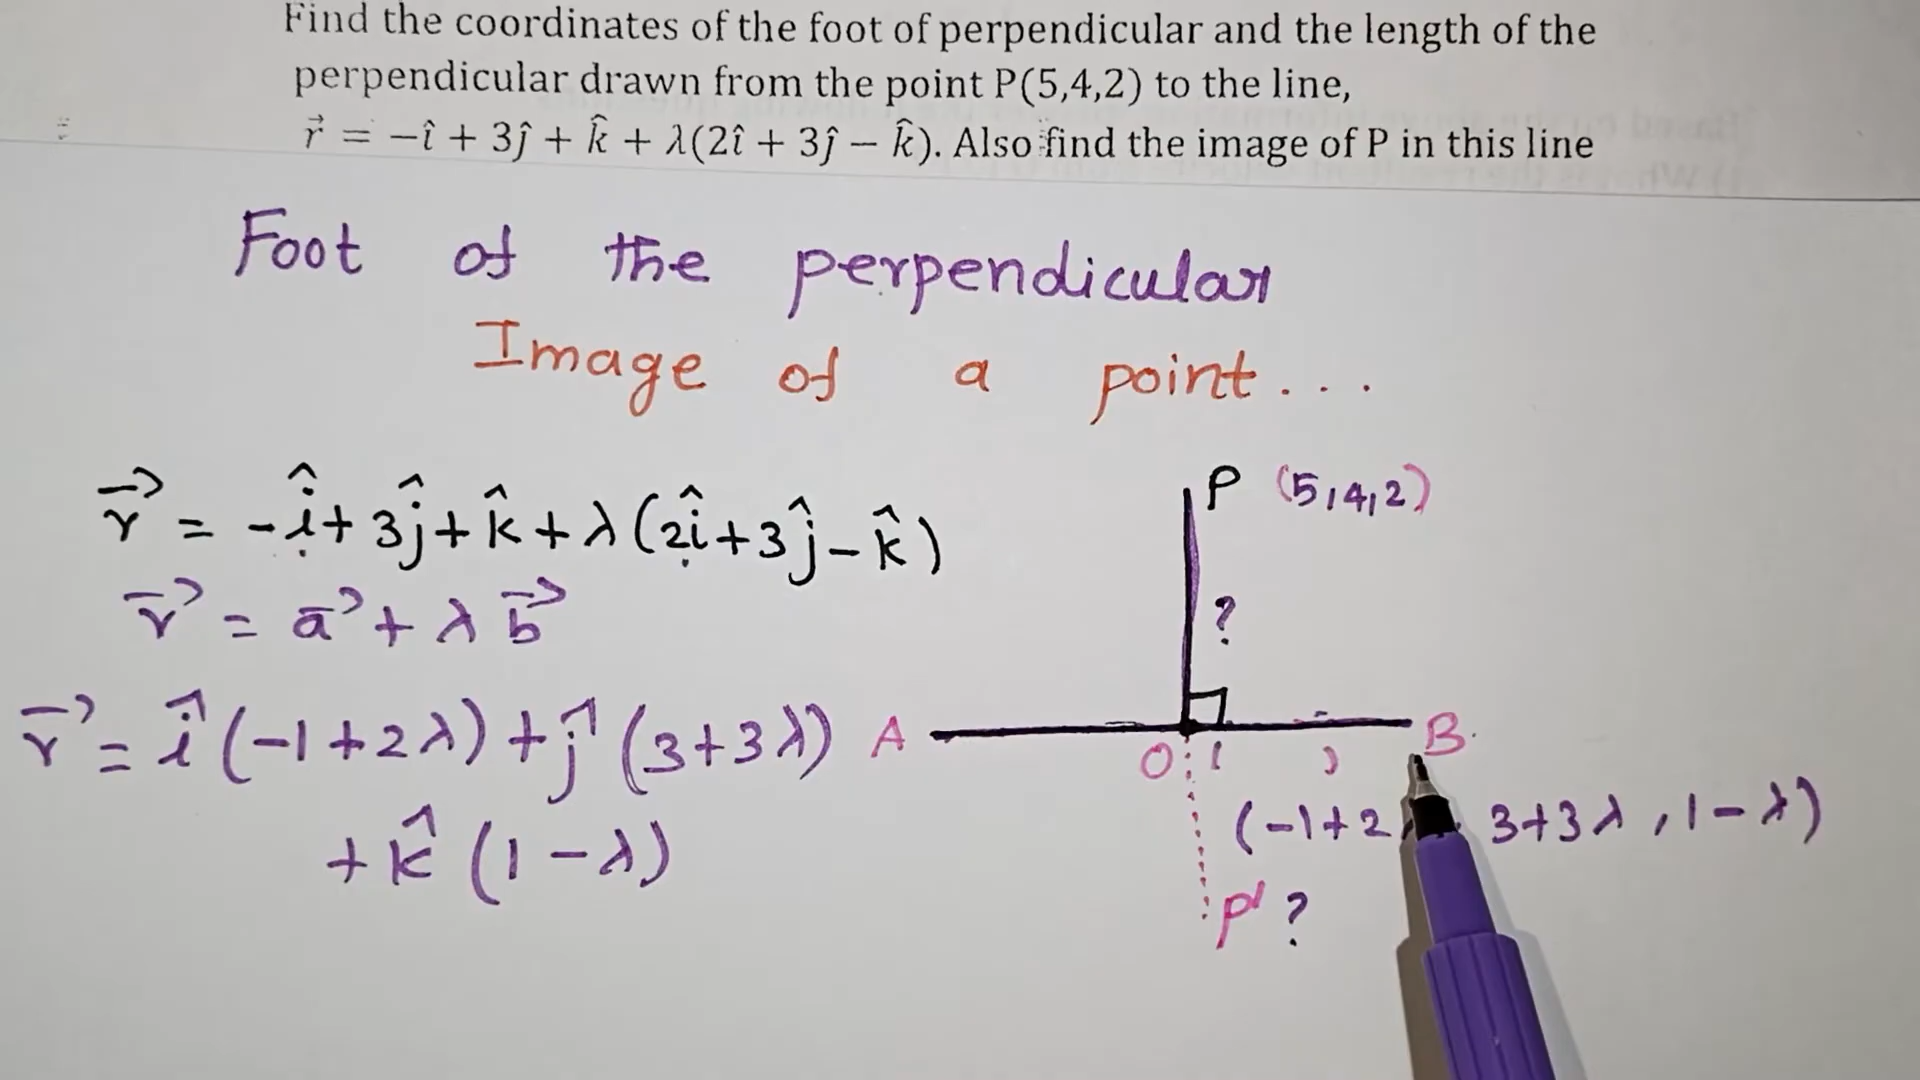 Find the coordinates of the foot of perpendicular and the length of the
perpendicular drawn from the point P(5,4,2) to the line,
r⃗ = −î + 3ĵ + k̂ + λ(2î + 3ĵ − k̂). Also find the image of P in this line
Foot of the perpendicular
Image of a point...
r⃗ = -î + 3ĵ + k̂ + λ(2î + 3ĵ - k̂)
r⃗ = a⃗ + λ b⃗
r⃗ = î(-1+2λ) + ĵ(3+3λ)
+ k̂(1-λ)
P (5,4,2)
?
A
B
O
(-1+2 3+3λ, 1-λ)
P' ?